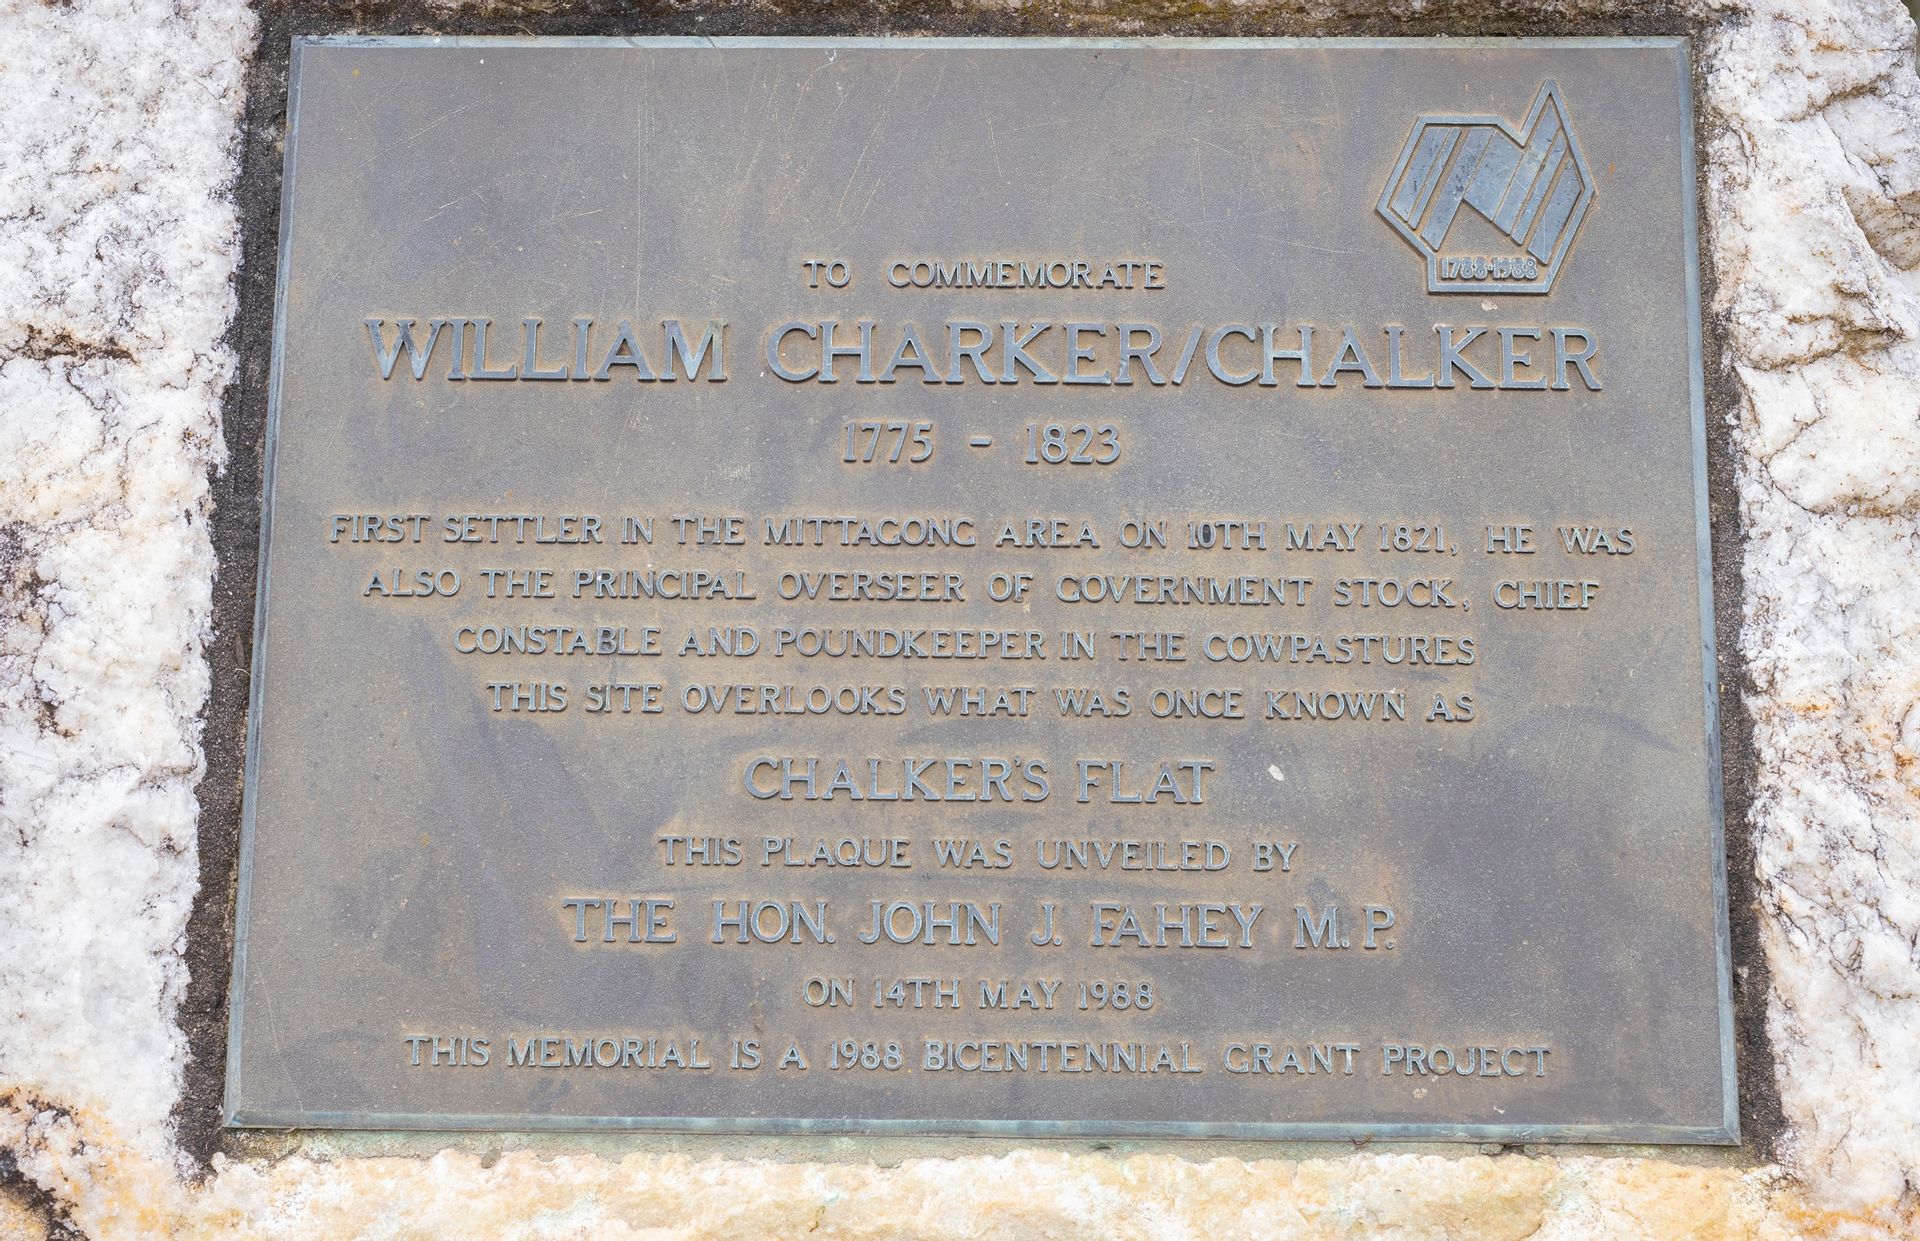 1788-1988
TO COMMEMORATE
WILLIAM CHARKER/CHALKER
1775 - 1823
FIRST SETTLER IN THE MITTAGONG AREA ON 10TH MAY 1821, HE WAS
ALSO THE PRINCIPAL OVERSEER OF GOVERNMENT STOCK, CHIEF
CONSTABLE AND POUNDKEEPER IN THE COWPASTURES
THIS SITE OVERLOOKS WHAT WAS ONCE KNOWN AS
CHALKER'S FLAT
THIS PLAQUE WAS UNVEILED BY
THE HON. JOHN J. FAHEY M.P.
ON 14TH MAY 1988
THIS MEMORIAL IS A 1988 BICENTENNIAL GRANT PROJECT